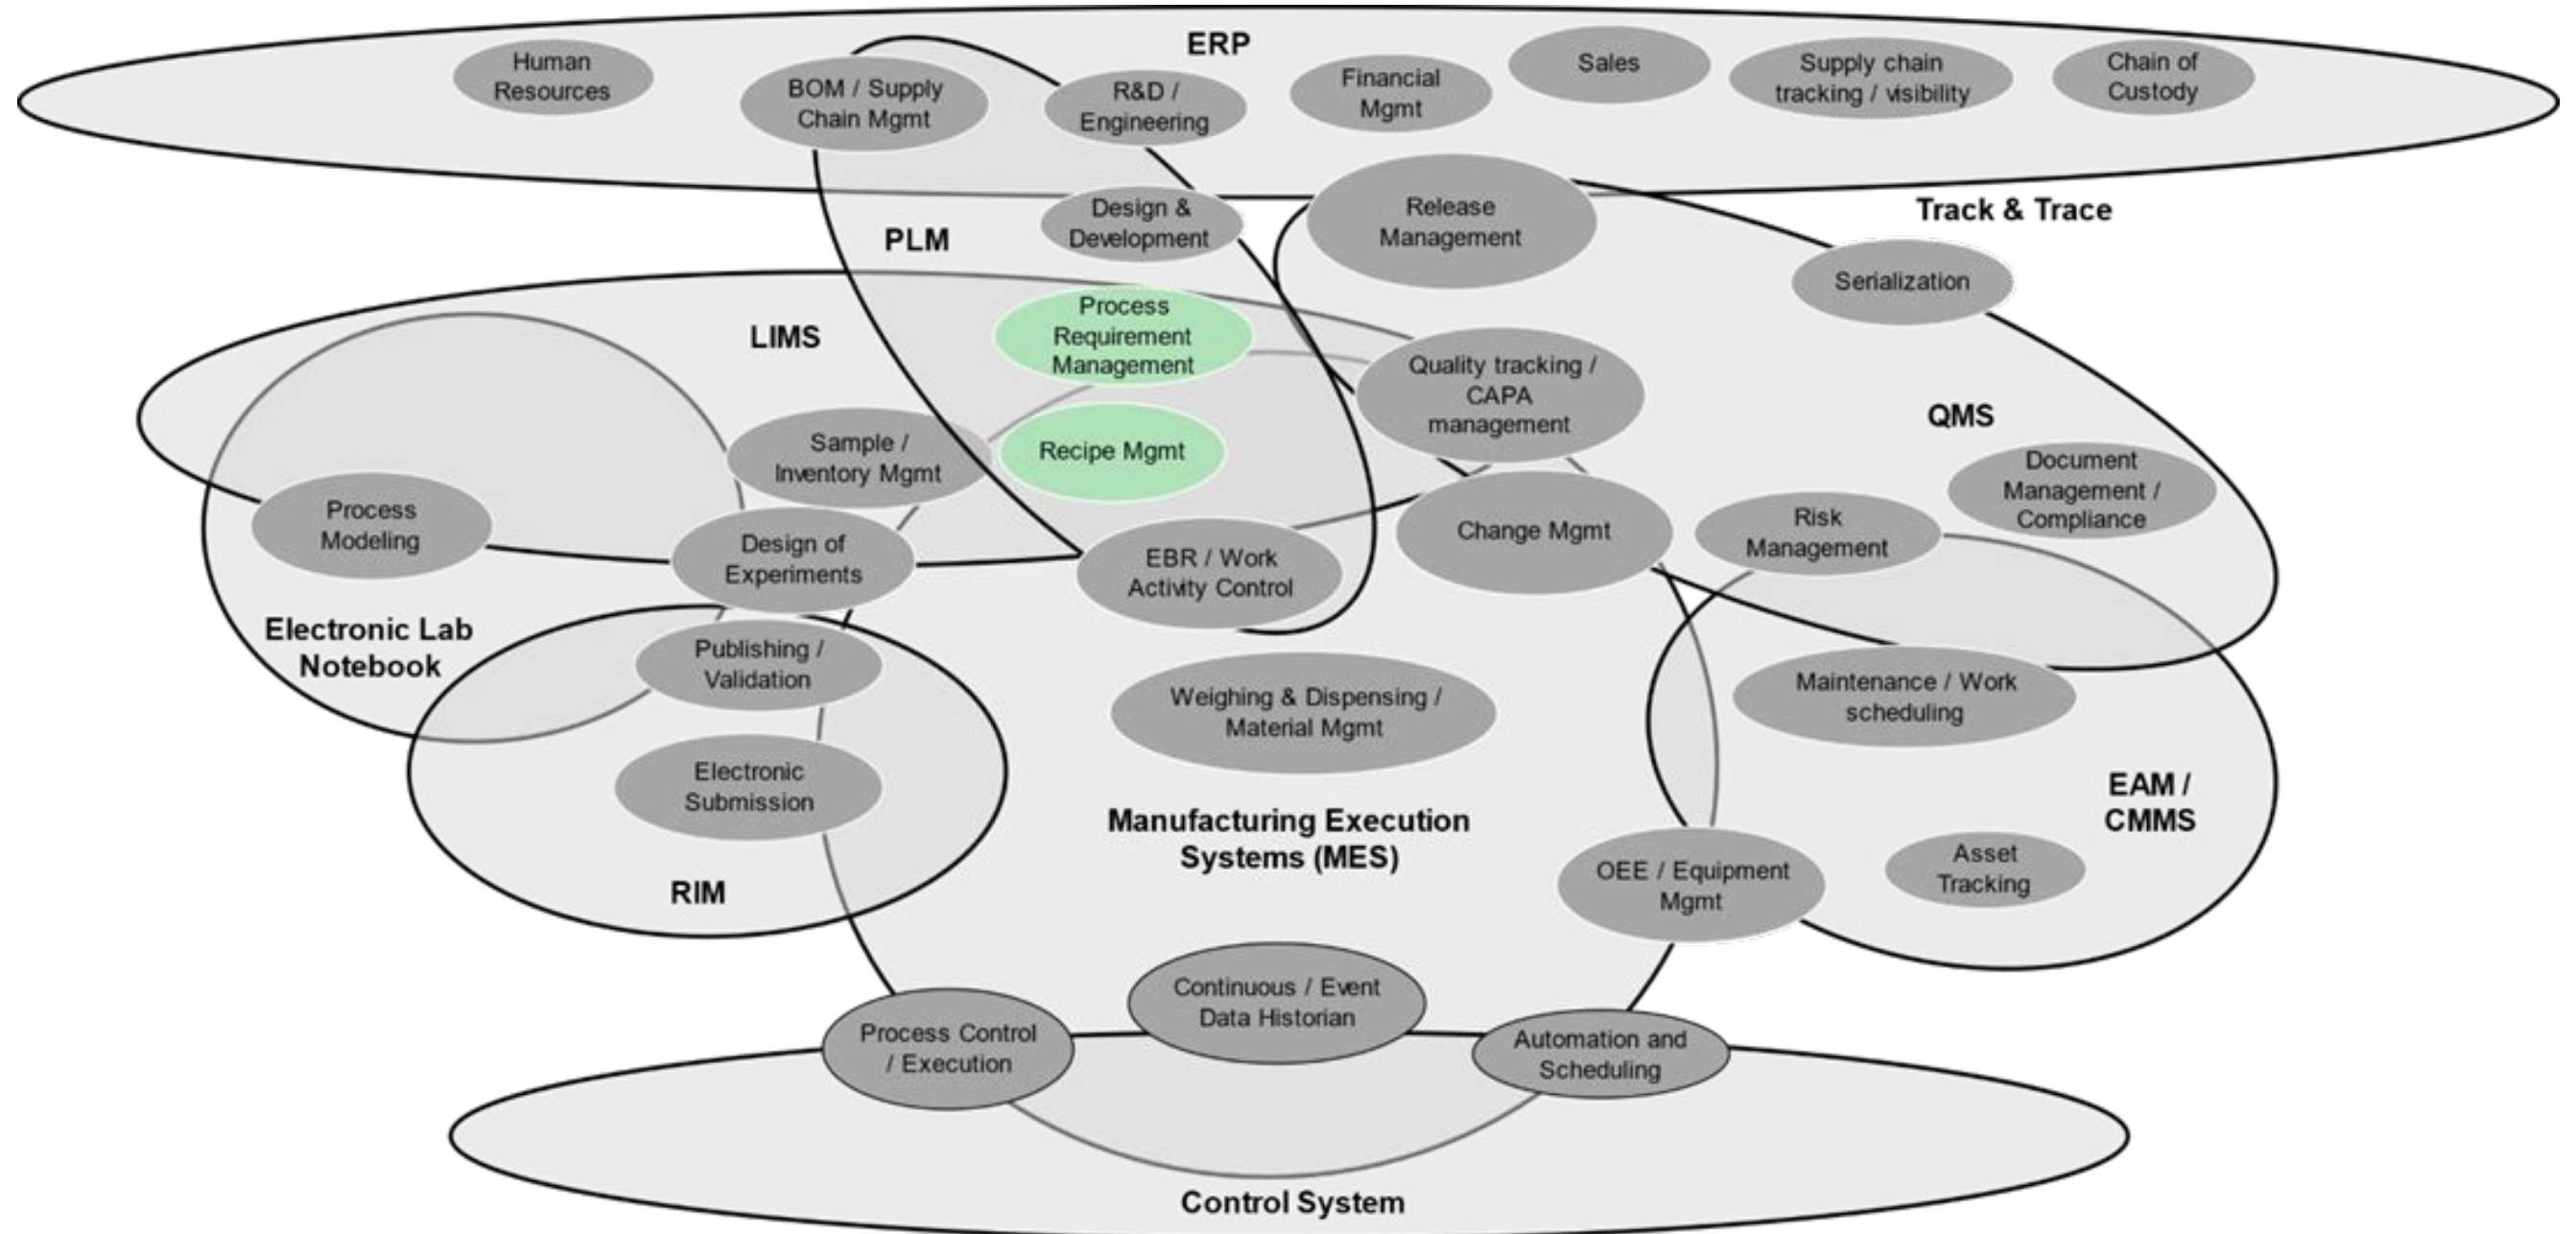 ERP
Human
Resources
BOM / Supply
Chain Mgmt
R&D /
Engineering
Financial
Mgmt
Sales
Supply chain
tracking / visibility
Chain of
Custody
Design &
Development
Release
Management
Track & Trace
PLM
Serialization
LIMS
Process
Requirement
Management
Quality tracking /
CAPA
management
QMS
Sample /
Inventory Mgmt
Recipe Mgmt
Document
Management /
Compliance
Process
Modeling
Design of
Experiments
EBR / Work
Activity Control
Change Mgmt
Risk
Management
Electronic Lab
Notebook
Publishing /
Validation
Weighing & Dispensing /
Material Mgmt
Maintenance / Work
scheduling
Electronic
Submission
Manufacturing Execution
Systems (MES)
EAM /
CMMS
RIM
OEE / Equipment
Mgmt
Asset
Tracking
Process Control
/ Execution
Continuous / Event
Data Historian
Automation and
Scheduling
Control System